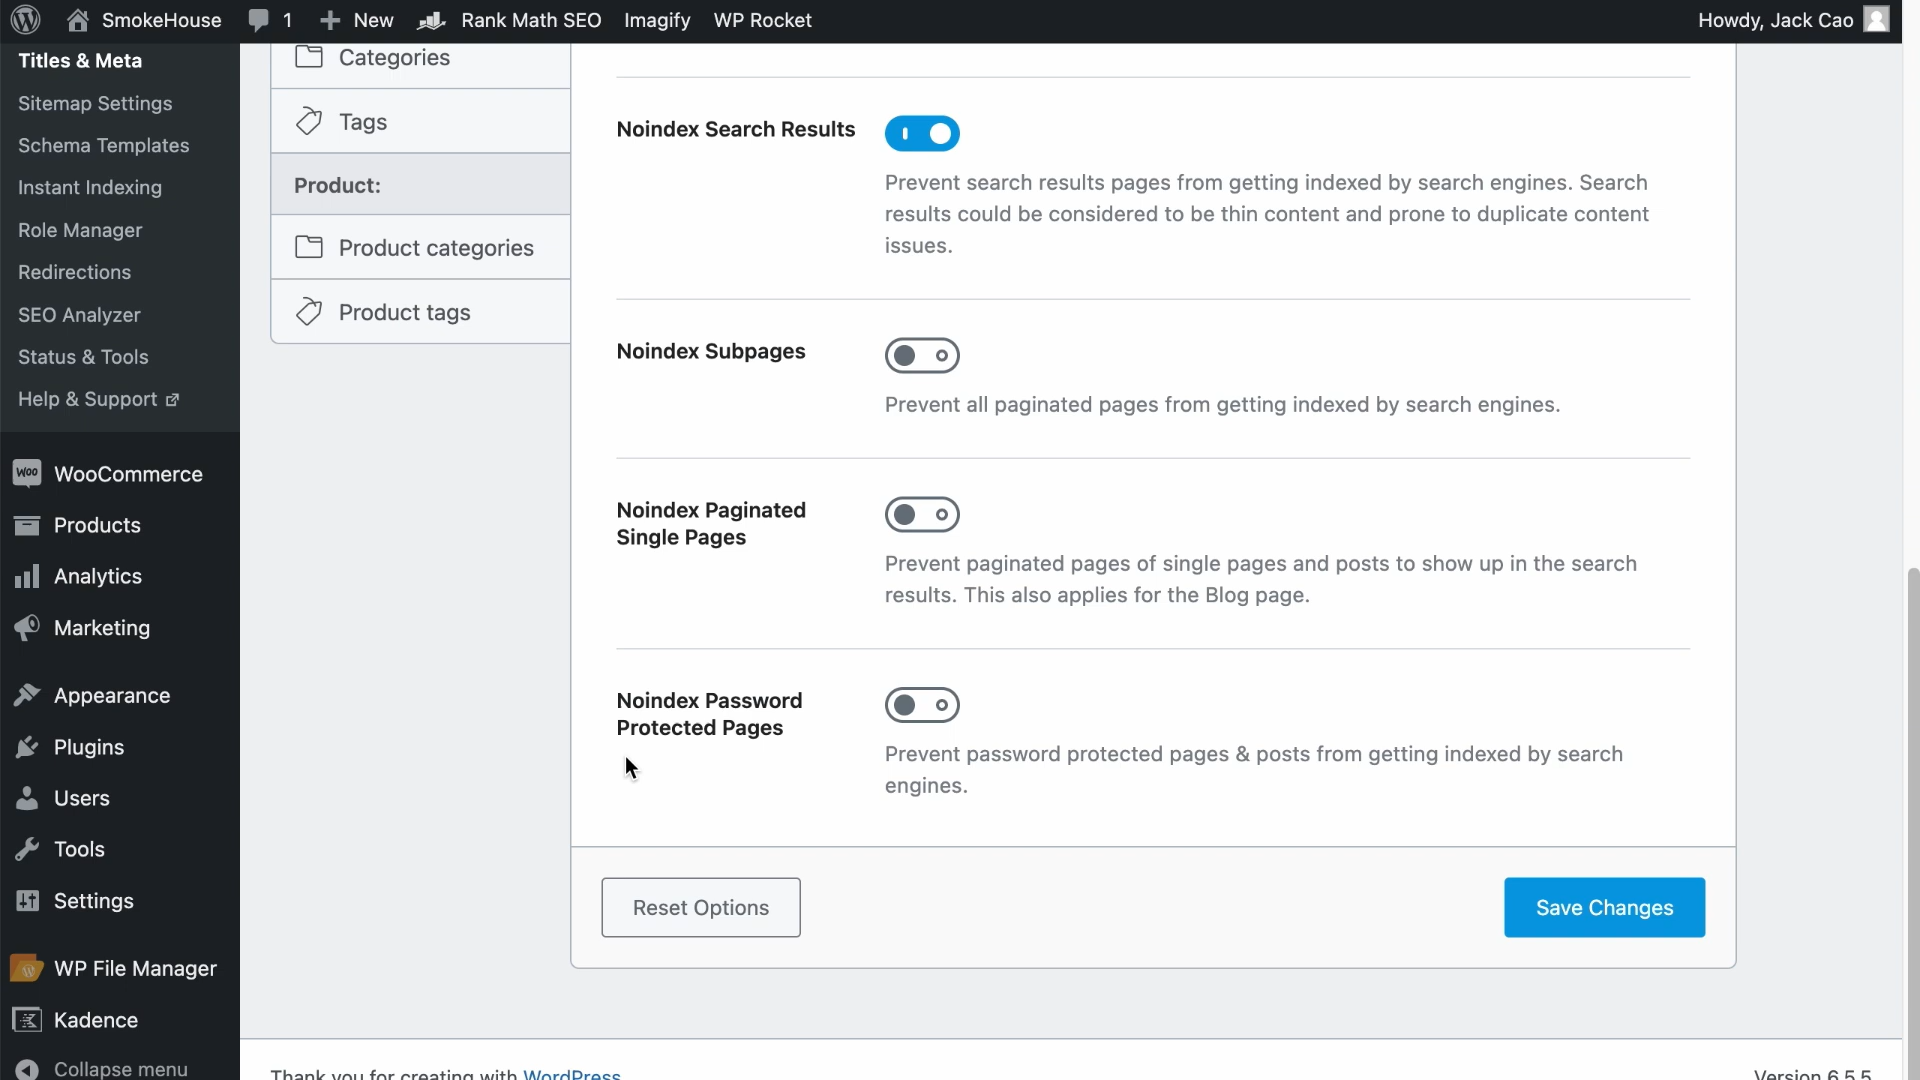 SmokeHouse 1 New Rank Math SEO Imagify WP Rocket Howdy, Jack Cao
Titles & Meta
Sitemap Settings
Schema Templates
Instant Indexing
Role Manager
Redirections
SEO Analyzer
Status & Tools
Help & Support
Woo WooCommerce
Products
Analytics
Marketing
Appearance
Plugins
Users
Tools
Settings
WP File Manager
Kadence
Collapse menu
Categories
Tags
Product:
Product categories
Product tags
Noindex Search Results
Prevent search results pages from getting indexed by search engines. Search
results could be considered to be thin content and prone to duplicate content
issues.
Noindex Subpages
Prevent all paginated pages from getting indexed by search engines.
Noindex Paginated
Single Pages
Prevent paginated pages of single pages and posts to show up in the search
results. This also applies for the Blog page.
Noindex Password
Protected Pages
Prevent password protected pages & posts from getting indexed by search
engines.
Reset Options
Save Changes
Thank you for creating with WordPress
Version 6.5.5